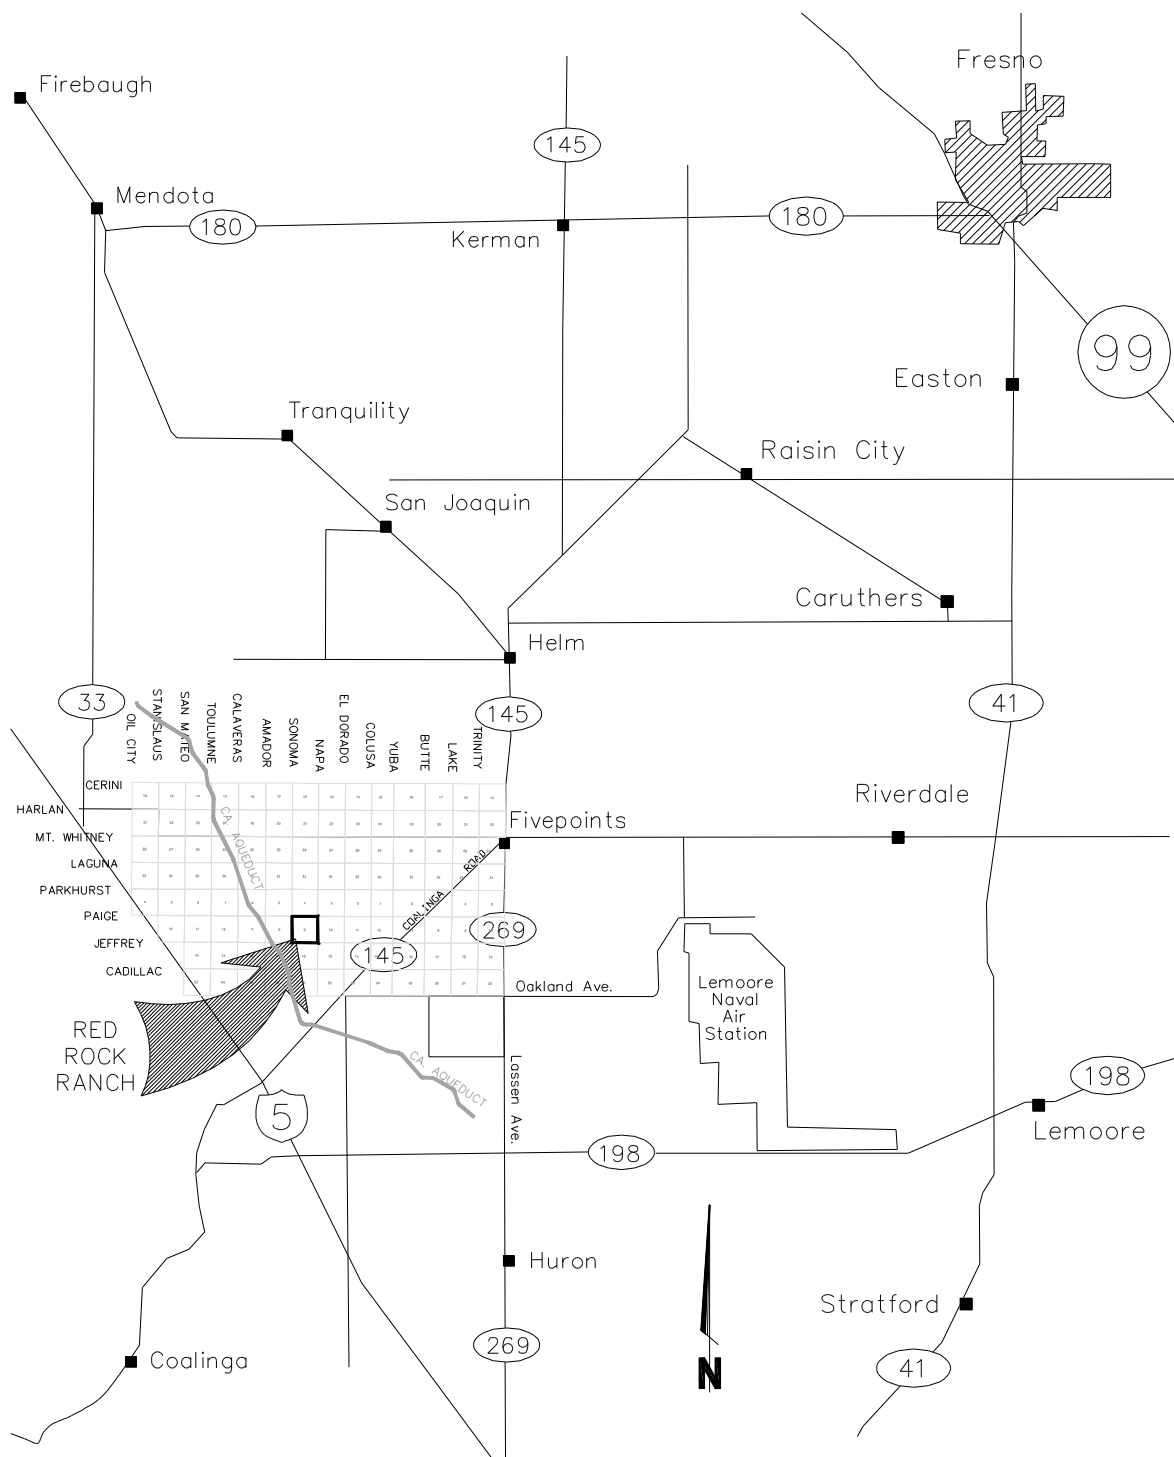 Fresno
Firebaugh
145
Mendota
180
180
Kerman
99
Easton
Tranquility
Raisin City
San Joaquin
Caruthers
Helm
33
145
41
OIL CITY
STANISLAUS
SAN MATEO
TOULUMNE
CALAVERAS
AMADOR
SONOMA
NAPA
EL DORADO
COLUSA
YUBA
BUTTE
LAKE
TRINITY
CERINI
HARLAN
MT. WHITNEY
LAGUNA
PARKHURST
PAIGE
JEFFREY
CADILLAC
CA. AQUEDUCT
Riverdale
Fivepoints
COALINGA ROAD
269
145
Oakland Ave.
Lemoore
Naval
Air
Station
RED
ROCK
RANCH
CA. AQUEDUCT
Lassen Ave.
5
198
198
Lemoore
Huron
Stratford
269
Coalinga
41
N